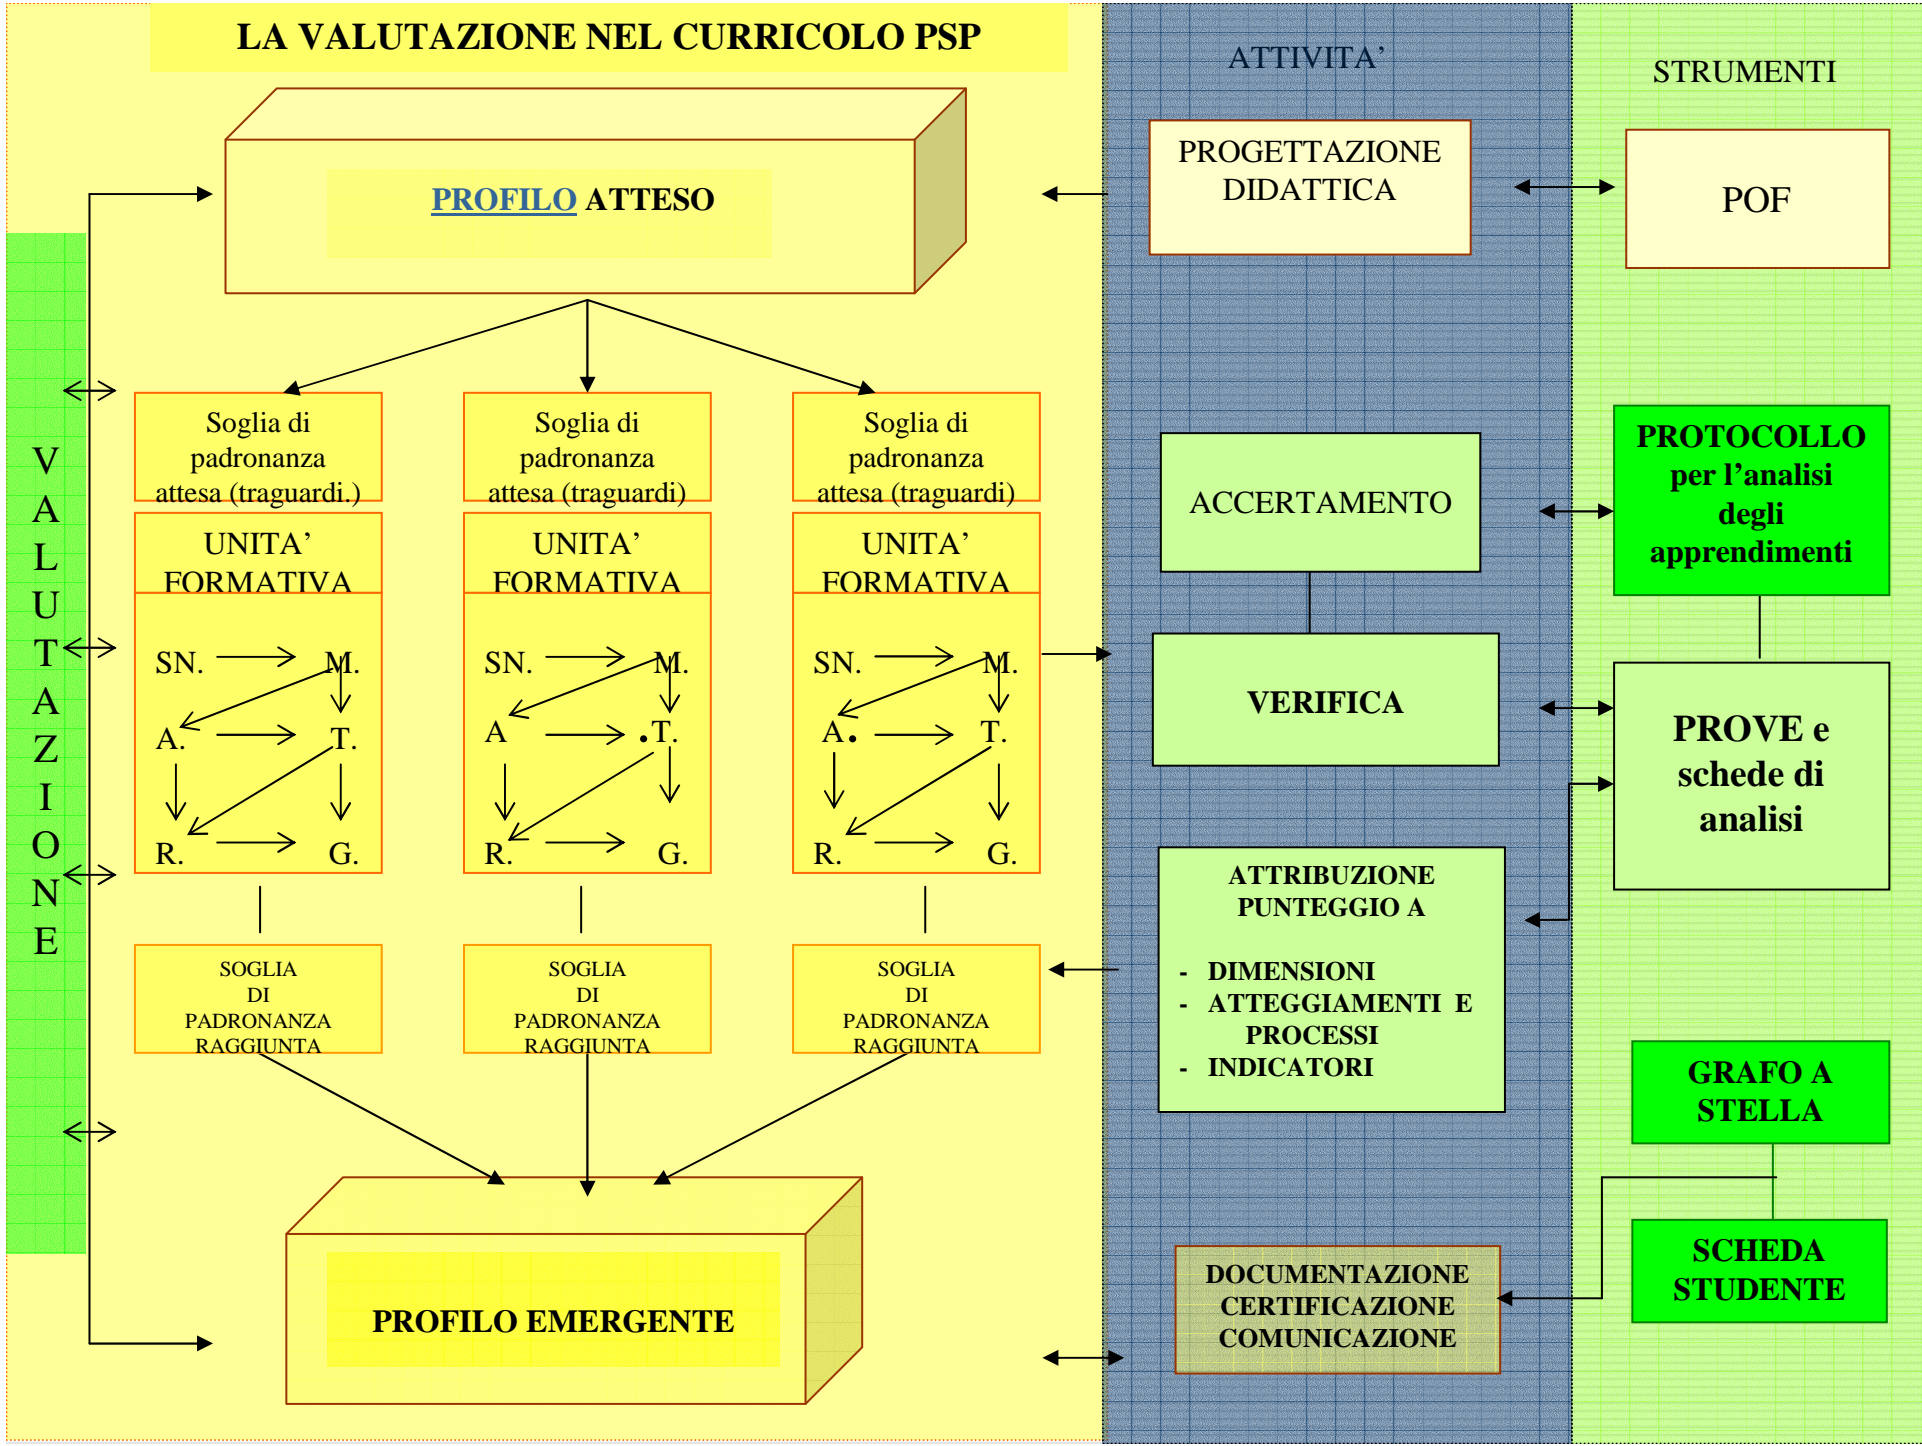 LA VALUTAZIONE NEL CURRICOLO PSP
PROFILO ATTESO
V
A
L
U
T
A
Z
I
O
N
E
Soglia di
padronanza
attesa (traguardi.)
UNITA’
FORMATIVA
SN. M.
A. T.
R. G.
SOGLIA
DI
PADRONANZA
RAGGIUNTA
Soglia di
padronanza
attesa (traguardi)
UNITA’
FORMATIVA
SN. M.
A .T.
R. G.
SOGLIA
DI
PADRONANZA
RAGGIUNTA
Soglia di
padronanza
attesa (traguardi)
UNITA’
FORMATIVA
SN. M.
A. T.
R. G.
SOGLIA
DI
PADRONANZA
RAGGIUNTA
PROFILO EMERGENTE
ATTIVITA’
PROGETTAZIONE
DIDATTICA
ACCERTAMENTO
VERIFICA
ATTRIBUZIONE
PUNTEGGIO A
- DIMENSIONI
- ATTEGGIAMENTI E
PROCESSI
- INDICATORI
DOCUMENTAZIONE
CERTIFICAZIONE
COMUNICAZIONE
STRUMENTI
POF
PROTOCOLLO
per l’analisi
degli
apprendimenti
PROVE e
schede di
analisi
GRAFO A
STELLA
SCHEDA
STUDENTE